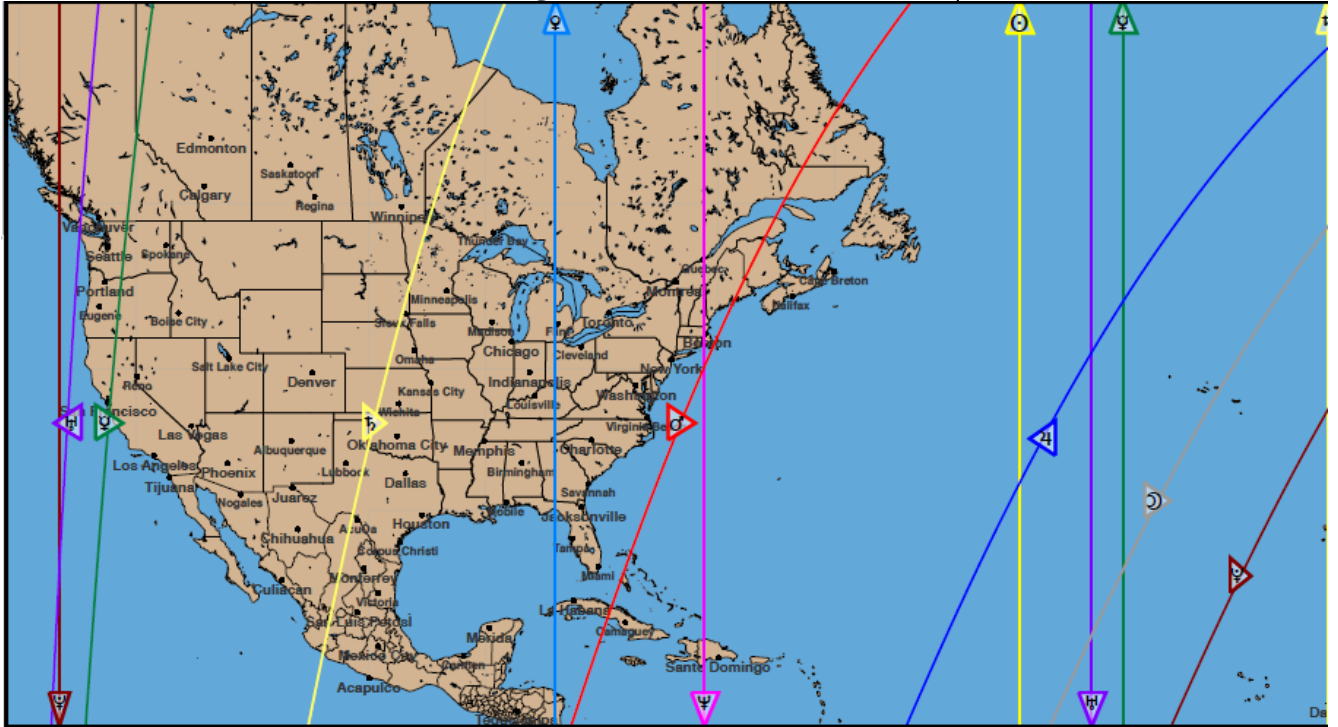 Edmonton
Saskatoon
Calgary
Regina
Winnipe
Vancouver
Thunder Bay
Seattle
Spokane
Quebec
Cape Breton
Portland
Montreal
Minneapolis
Halifax
Eugene
Boise City
Sioux Falls
Madison
Flint
Toronto
Boston
Chicago
Cleveland
Omaha
Salt Lake City
New York
Denver
Reno
Kansas City
Indianapolis
Washington
San Francisco
Wichita
Louisville
Las Vegas
Virginia Be
Albuquerque
Oklahoma City
Memphis
Charlotte
Los Angeles
Phoenix
Lubbock
Birmingham
Dallas
Tijuana
Nogales
Juarez
Savannah
Mobile
Jacksonville
Houston
Acuña
Chihuahua
Corpus Christi
Tampa
Monterrey
Miami
Culiacan
Victoria
La Habana
San Luis Potosi
Camaguey
Merida
Mexico City
Santo Domingo
Acapulco
Da